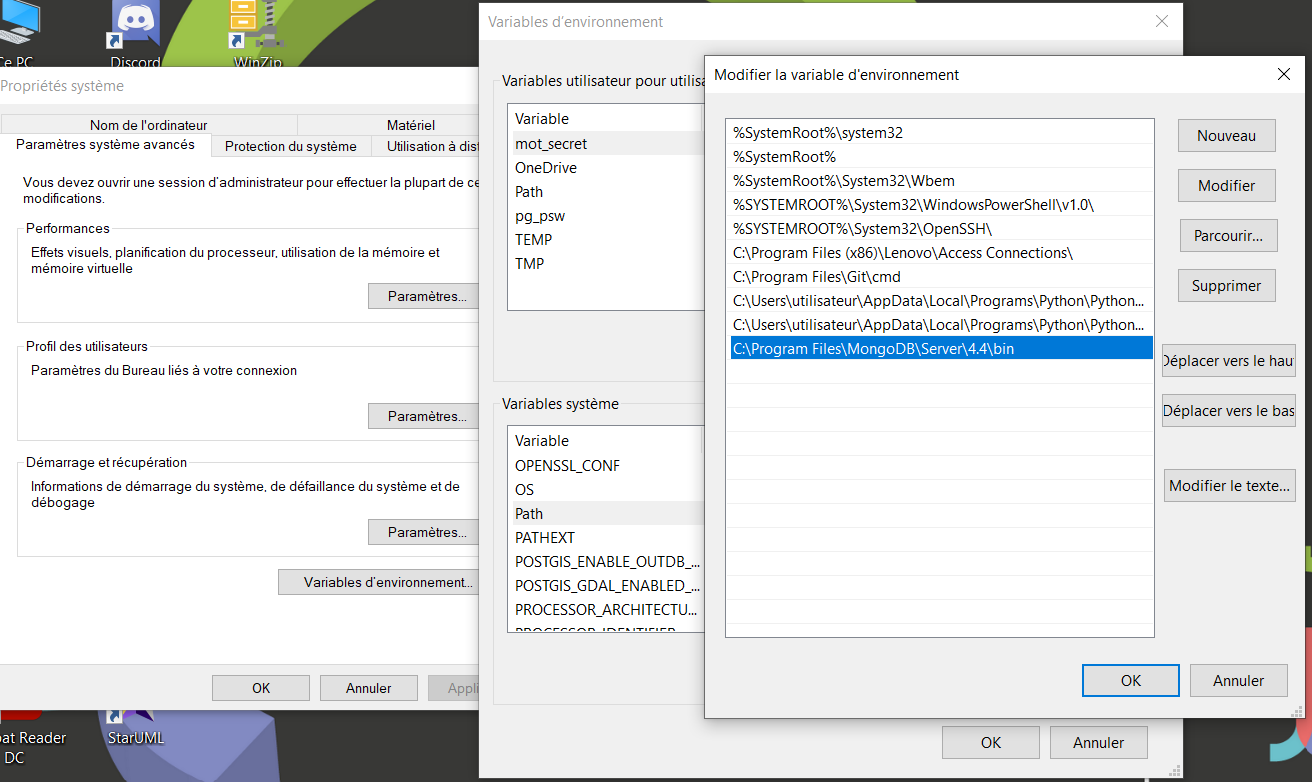 Ce PC
Discord
WinZip
Propriétés système
Nom de l'ordinateur
Matériel
Paramètres système avancés
Protection du système
Utilisation à dis
Vous devez ouvrir une session d'administrateur pour effectuer la plupart de ce
modifications.
Performances
Effets visuels, planification du processeur, utilisation de la mémoire et
mémoire virtuelle
Paramètres...
Profil des utilisateurs
Paramètres du Bureau liés à votre connexion
Paramètres...
Démarrage et récupération
Informations de démarrage du système, de défaillance du système et de
débogage
Paramètres...
Variables d'environnement...
OK
Annuler
Appli
bat Reader
DC
StarUML
Variables d'environnement
Variables utilisateur pour utilisa
Variable
mot_secret
OneDrive
Path
pg_psw
TEMP
TMP
Variables système
Variable
OPENSSL_CONF
OS
Path
PATHEXT
POSTGIS_ENABLE_OUTDB_...
POSTGIS_GDAL_ENABLED_...
PROCESSOR_ARCHITECTU...
PROCESSOR_IDENTIFIER
OK
Annuler
Modifier la variable d'environnement
%SystemRoot%\system32
%SystemRoot%
%SystemRoot%\System32\Wbem
%SYSTEMROOT%\System32\WindowsPowerShell\v1.0\
%SYSTEMROOT%\System32\OpenSSH\
C:\Program Files (x86)\Lenovo\Access Connections\
C:\Program Files\Git\cmd
C:\Users\utilisateur\AppData\Local\Programs\Python\Python...
C:\Users\utilisateur\AppData\Local\Programs\Python\Python...
C:\Program Files\MongoDB\Server\4.4\bin
Nouveau
Modifier
Parcourir...
Supprimer
Déplacer vers le hau
Déplacer vers le bas
Modifier le texte...
OK
Annuler